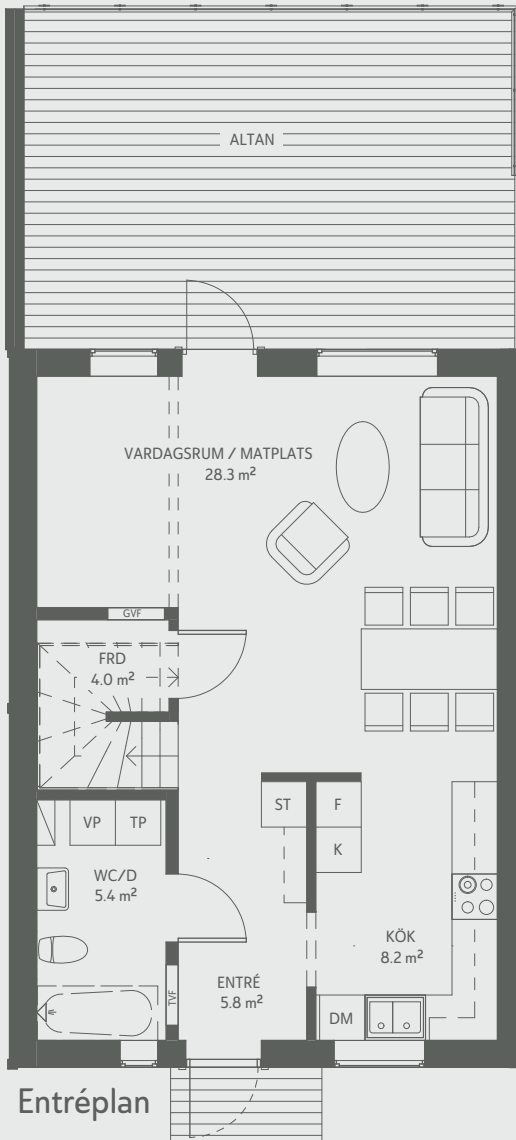 ALTAN
VARDAGSRUM / MATPLATS
28.3 m²
GVF
FRD
4.0 m²
ST
F
K
VP
TP
WC/D
5.4 m²
KÖK
8.2 m²
ENTRÉ
5.8 m²
TVF
DM
Entréplan